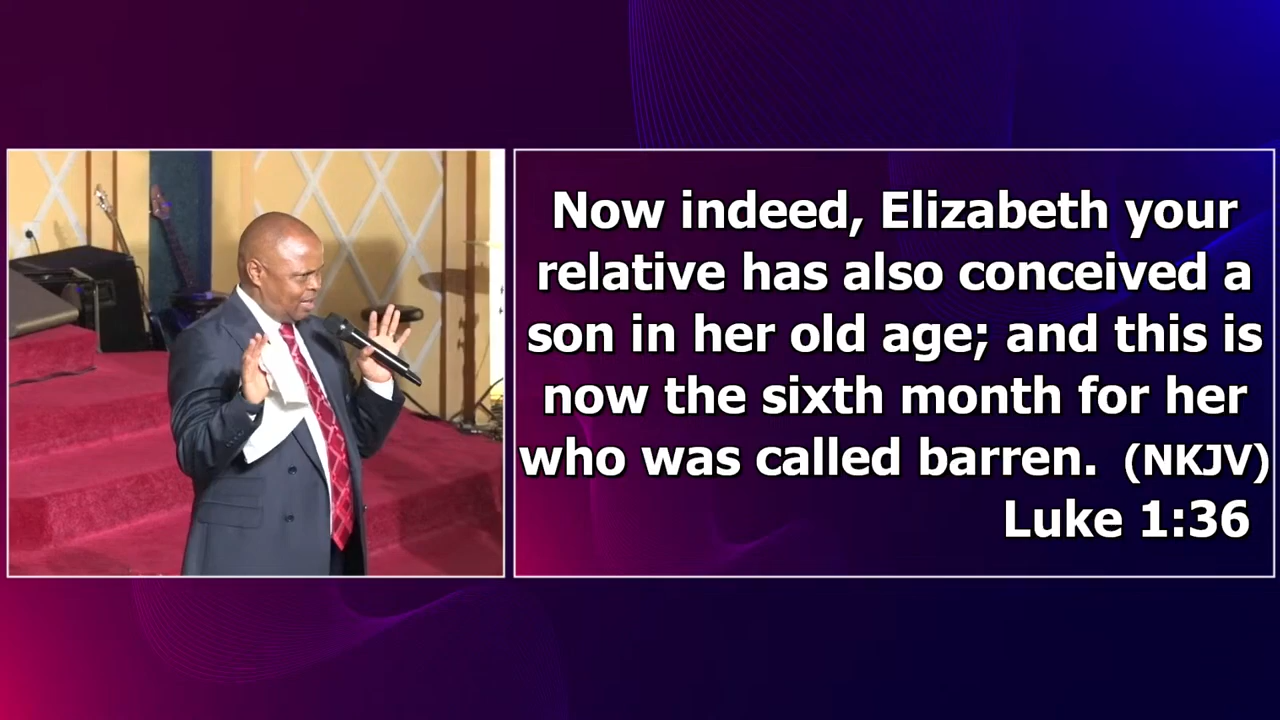 Now indeed, Elizabeth your
relative has also conceived a
son in her old age; and this is
now the sixth month for her
who was called barren. (NKJV)
Luke 1:36